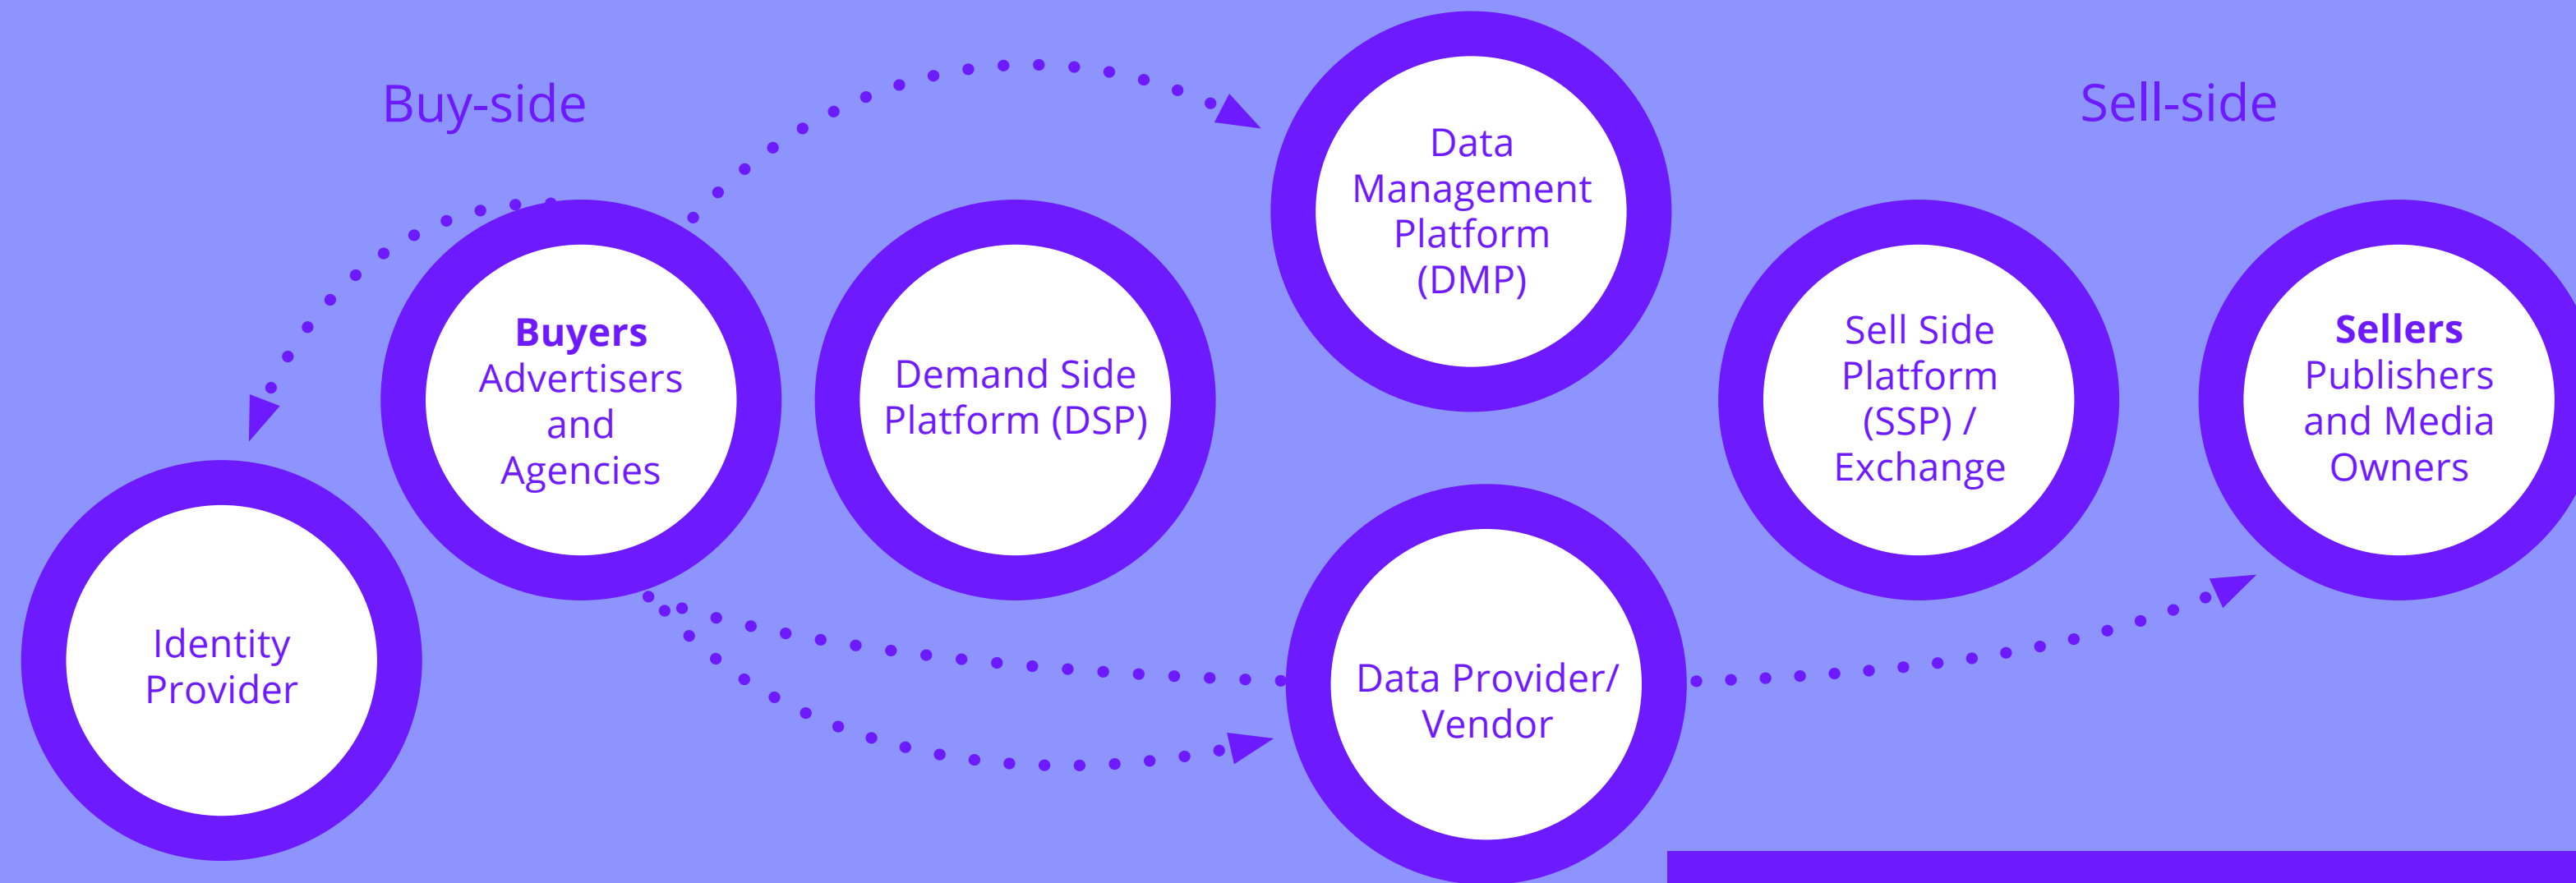 Buy-side
Sell-side
Data
Management
Platform
(DMP)
Buyers
Advertisers
and
Agencies
Demand Side
Platform (DSP)
Sell Side
Platform
(SSP) /
Exchange
Sellers
Publishers
and Media
Owners
Identity
Provider
Data Provider/
Vendor